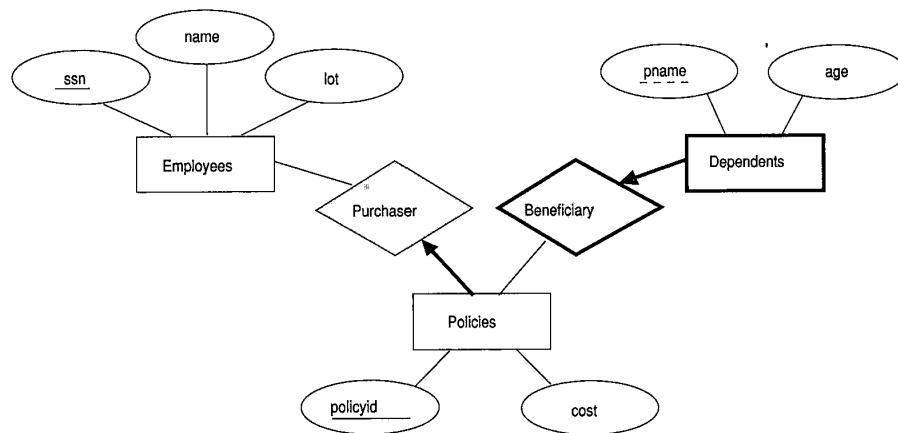 name
ssn
lot
pname
age
Employees
Dependents
Purchaser
Beneficiary
Policies
policyid
cost